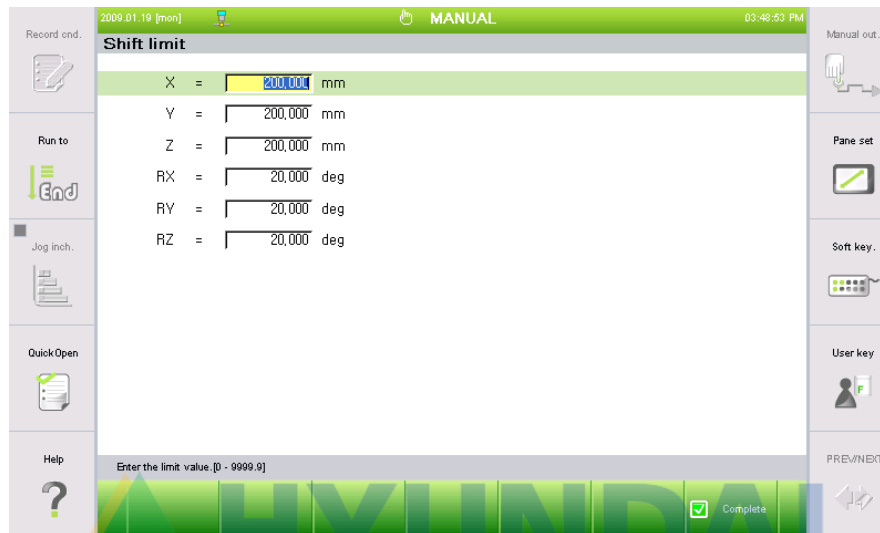 2009.01.19 [mon] MANUAL 03:48:53 PM
Shift limit
Record cnd.
Run to
End
Jog inch.
QuickOpen
Help
?
X = 200,000 mm
Y = 200,000 mm
Z = 200,000 mm
RX = 20,000 deg
RY = 20,000 deg
RZ = 20,000 deg
Enter the limit value.[0 - 9999.9]
Complete
HYUNDAI
Manual out.
Pane set
Soft key.
User key
F
PREV/NEXT